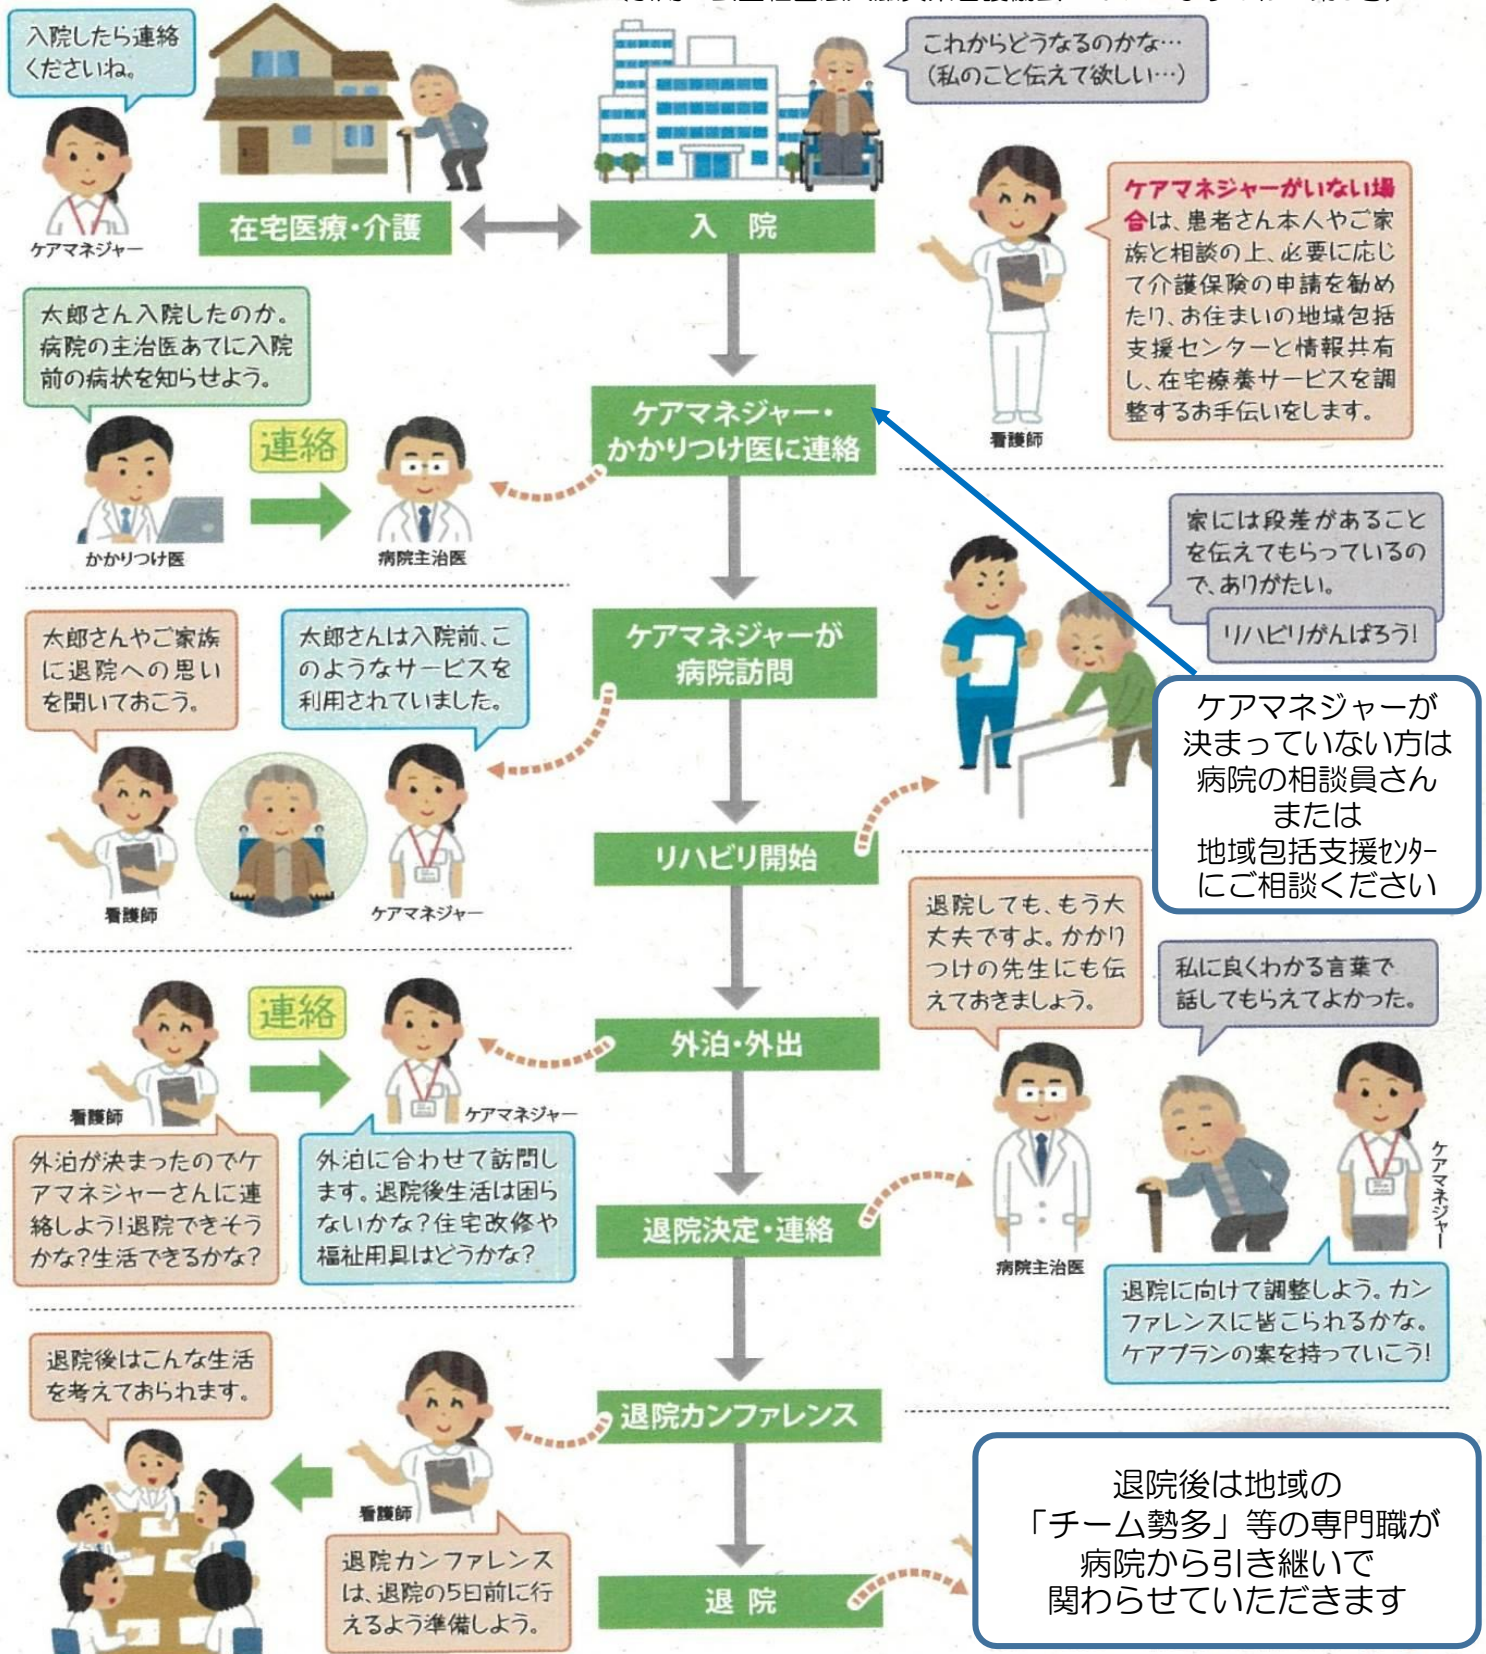 入院したら連絡
くださいね。
ケアマネジャー
在宅医療・介護
入 院
これからどうなるのかな…
(私のこと伝えて欲しい…)
ケアマネジャーがいない場
合は、患者さん本人やご家
族と相談の上、必要に応じ
て介護保険の申請を勧め
たり、お住まいの地域包括
支援センターと情報共有
し、在宅療養サービスを調
整するお手伝いをします。
看護師
太郎さん入院したのか。
病院の主治医あてに入院
前の病状を知らせよう。
連絡
かかりつけ医
病院主治医
ケアマネジャー・
かかりつけ医に連絡
家には段差があること
を伝えてもらっているの
で、ありがたい。
リハビリがんばろう!
太郎さんやご家族
に退院への思い
を聞いておこう。
太郎さんは入院前、こ
のようなサービスを
利用されていました。
看護師
ケアマネジャー
ケアマネジャーが
病院訪問
ケアマネジャーが
決まっていない方は
病院の相談員さん
または
地域包括支援センター
にご相談ください
リハビリ開始
退院しても、もう大
丈夫ですよ。かかり
つけの先生にも伝
えておきましょう。
私に良くわかる言葉で
話してもらえてよかった。
連絡
看護師
ケアマネジャー
外泊・外出
外泊が決まったのでケ
アマネジャーさんに連
絡しよう!退院できそう
かな?生活できるかな?
外泊に合わせて訪問し
ます。退院後生活は困ら
ないかな?住宅改修や
福祉用具はどうかな?
退院決定・連絡
病院主治医
ケアマネジャー
退院に向けて調整しよう。カン
ファレンスに皆こられるかな。
ケアプランの案を持っていこう!
退院後はこんな生活
を考えておられます。
看護師
退院カンファレンス
退院カンファレンス
は、退院の5日前に行
えるよう準備しよう。
退 院
退院後は地域の
「チーム勢多」等の専門職が
病院から引き継いで
関わらせていただきます